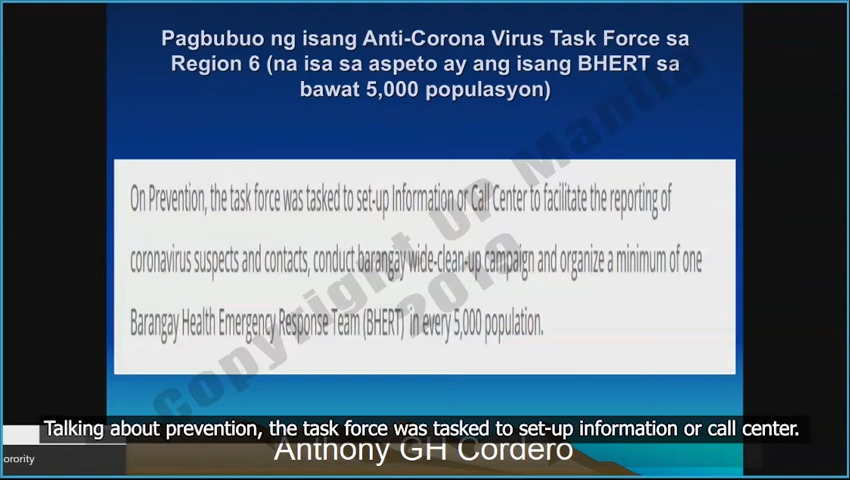 Pagbubuo ng isang Anti-Corona Virus Task Force sa
Region 6 (na isa sa aspeto ay ang isang BHERT sa
bawat 5,000 populasyon)
On Prevention, the task force was tasked to set-up Information or Call Center to facilitate the reporting of
coronavirus suspects and contacts, conduct barangay wide-clean-up campaign and organize a minimum of one
Barangay Health Emergency Response Team (BHERT) in every 5,000 population.
Copyright UP Manila
2019
Talking about prevention, the task force was tasked to set-up information or call center.
Anthony GH Cordero
orority